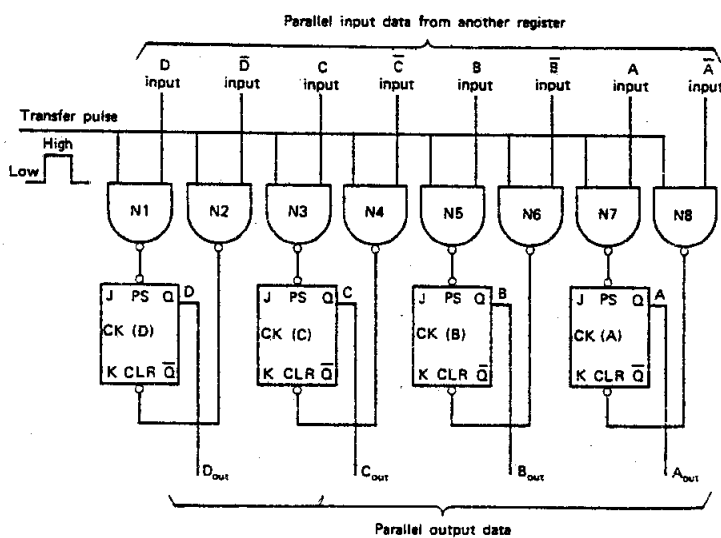 Parallel input data from another register
D D̅ C C̅ B B̅ A A̅
input input input input input input input input
Transfer pulse
High
Low
N1 N2 N3 N4 N5 N6 N7 N8
D C B A
J PS Q J PS Q J PS Q J PS Q
CK (D) CK (C) CK (B) CK (A)
K CLR Q̅ K CLR Q̅ K CLR Q̅ K CLR Q̅
Dout Cout Bout Aout
Parallel output data